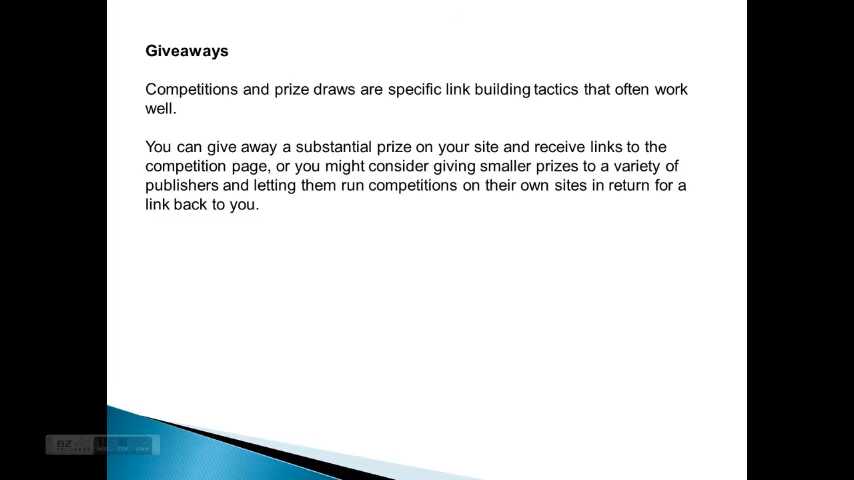 Giveaways
Competitions and prize draws are specific link building tactics that often work
well.
You can give away a substantial prize on your site and receive links to the
competition page, or you might consider giving smaller prizes to a variety of
publishers and letting them run competitions on their own sites in return for a
link back to you.